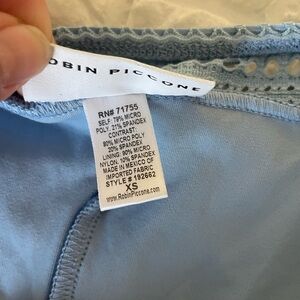 ROBIN PICCONE
RN# 71755
SELF: 79% MICRO
POLY, 21% SPANDEX
CONTRAST:
80% MICRO POLY
20% SPANDEX
LINING: 90% MICRO
NYLON, 10% SPANDEX
MADE IN MEXICO OF
IMPORTED FABRIC
STYLE# 192662
XS
www.RobinPiccone.com